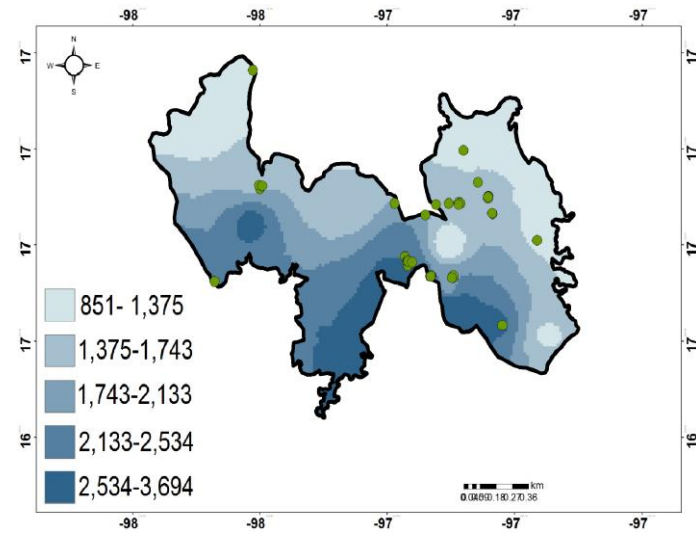 -98 -98 -97 -97 -97
N
W E
S
17 17
17 17
17 17
17 17
16 16
851- 1,375
1,375-1,743
1,743-2,133
2,133-2,534
2,534-3,694
km
-98 -98 -97 -97 -97